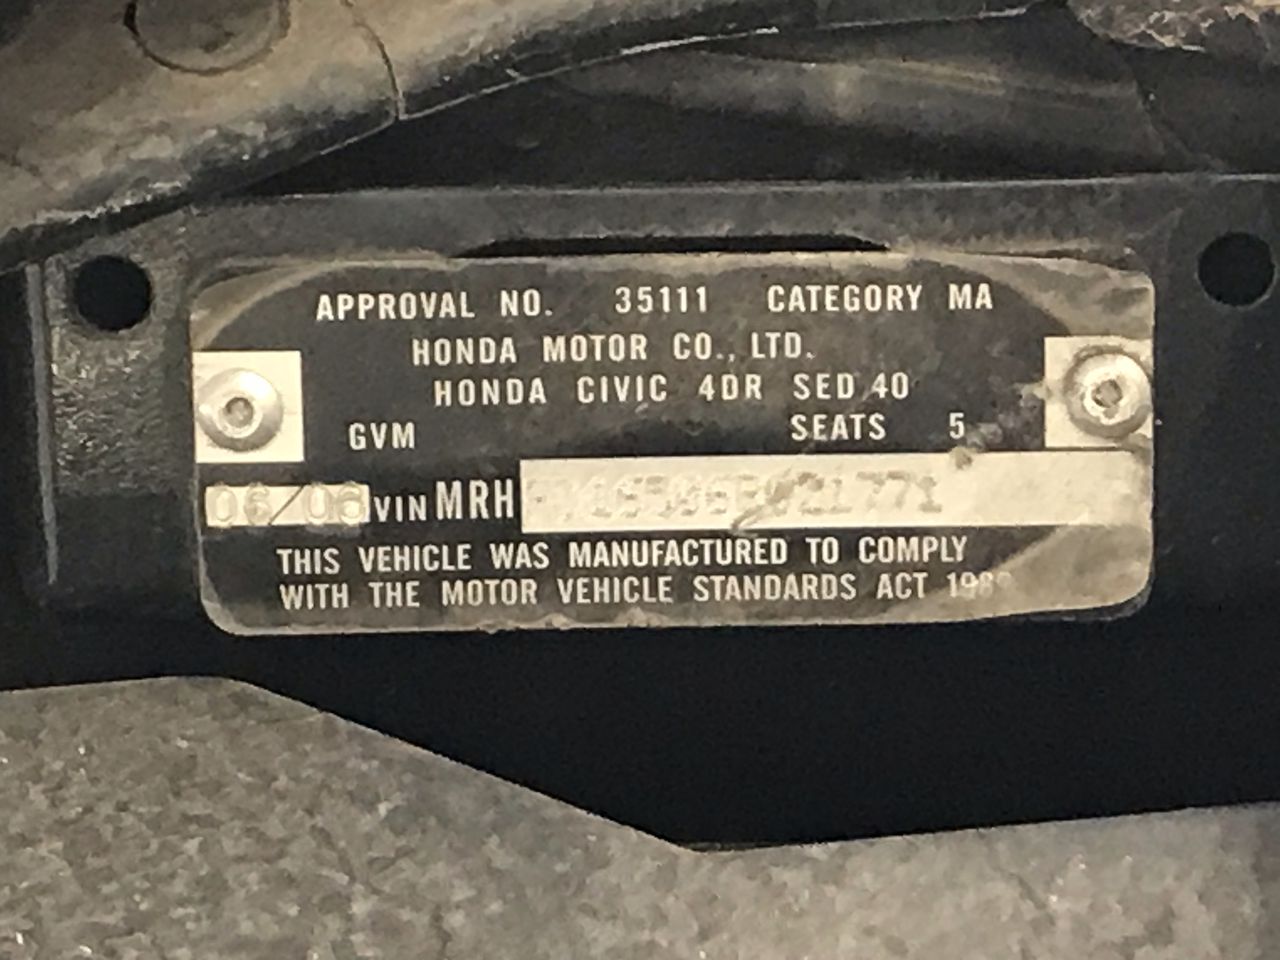 APPROVAL NO. 35111 CATEGORY MA
HONDA MOTOR CO., LTD.
HONDA CIVIC 4DR SED 40
GVM SEATS 5
06/06 VIN MRH
THIS VEHICLE WAS MANUFACTURED TO COMPLY
WITH THE MOTOR VEHICLE STANDARDS ACT 1989